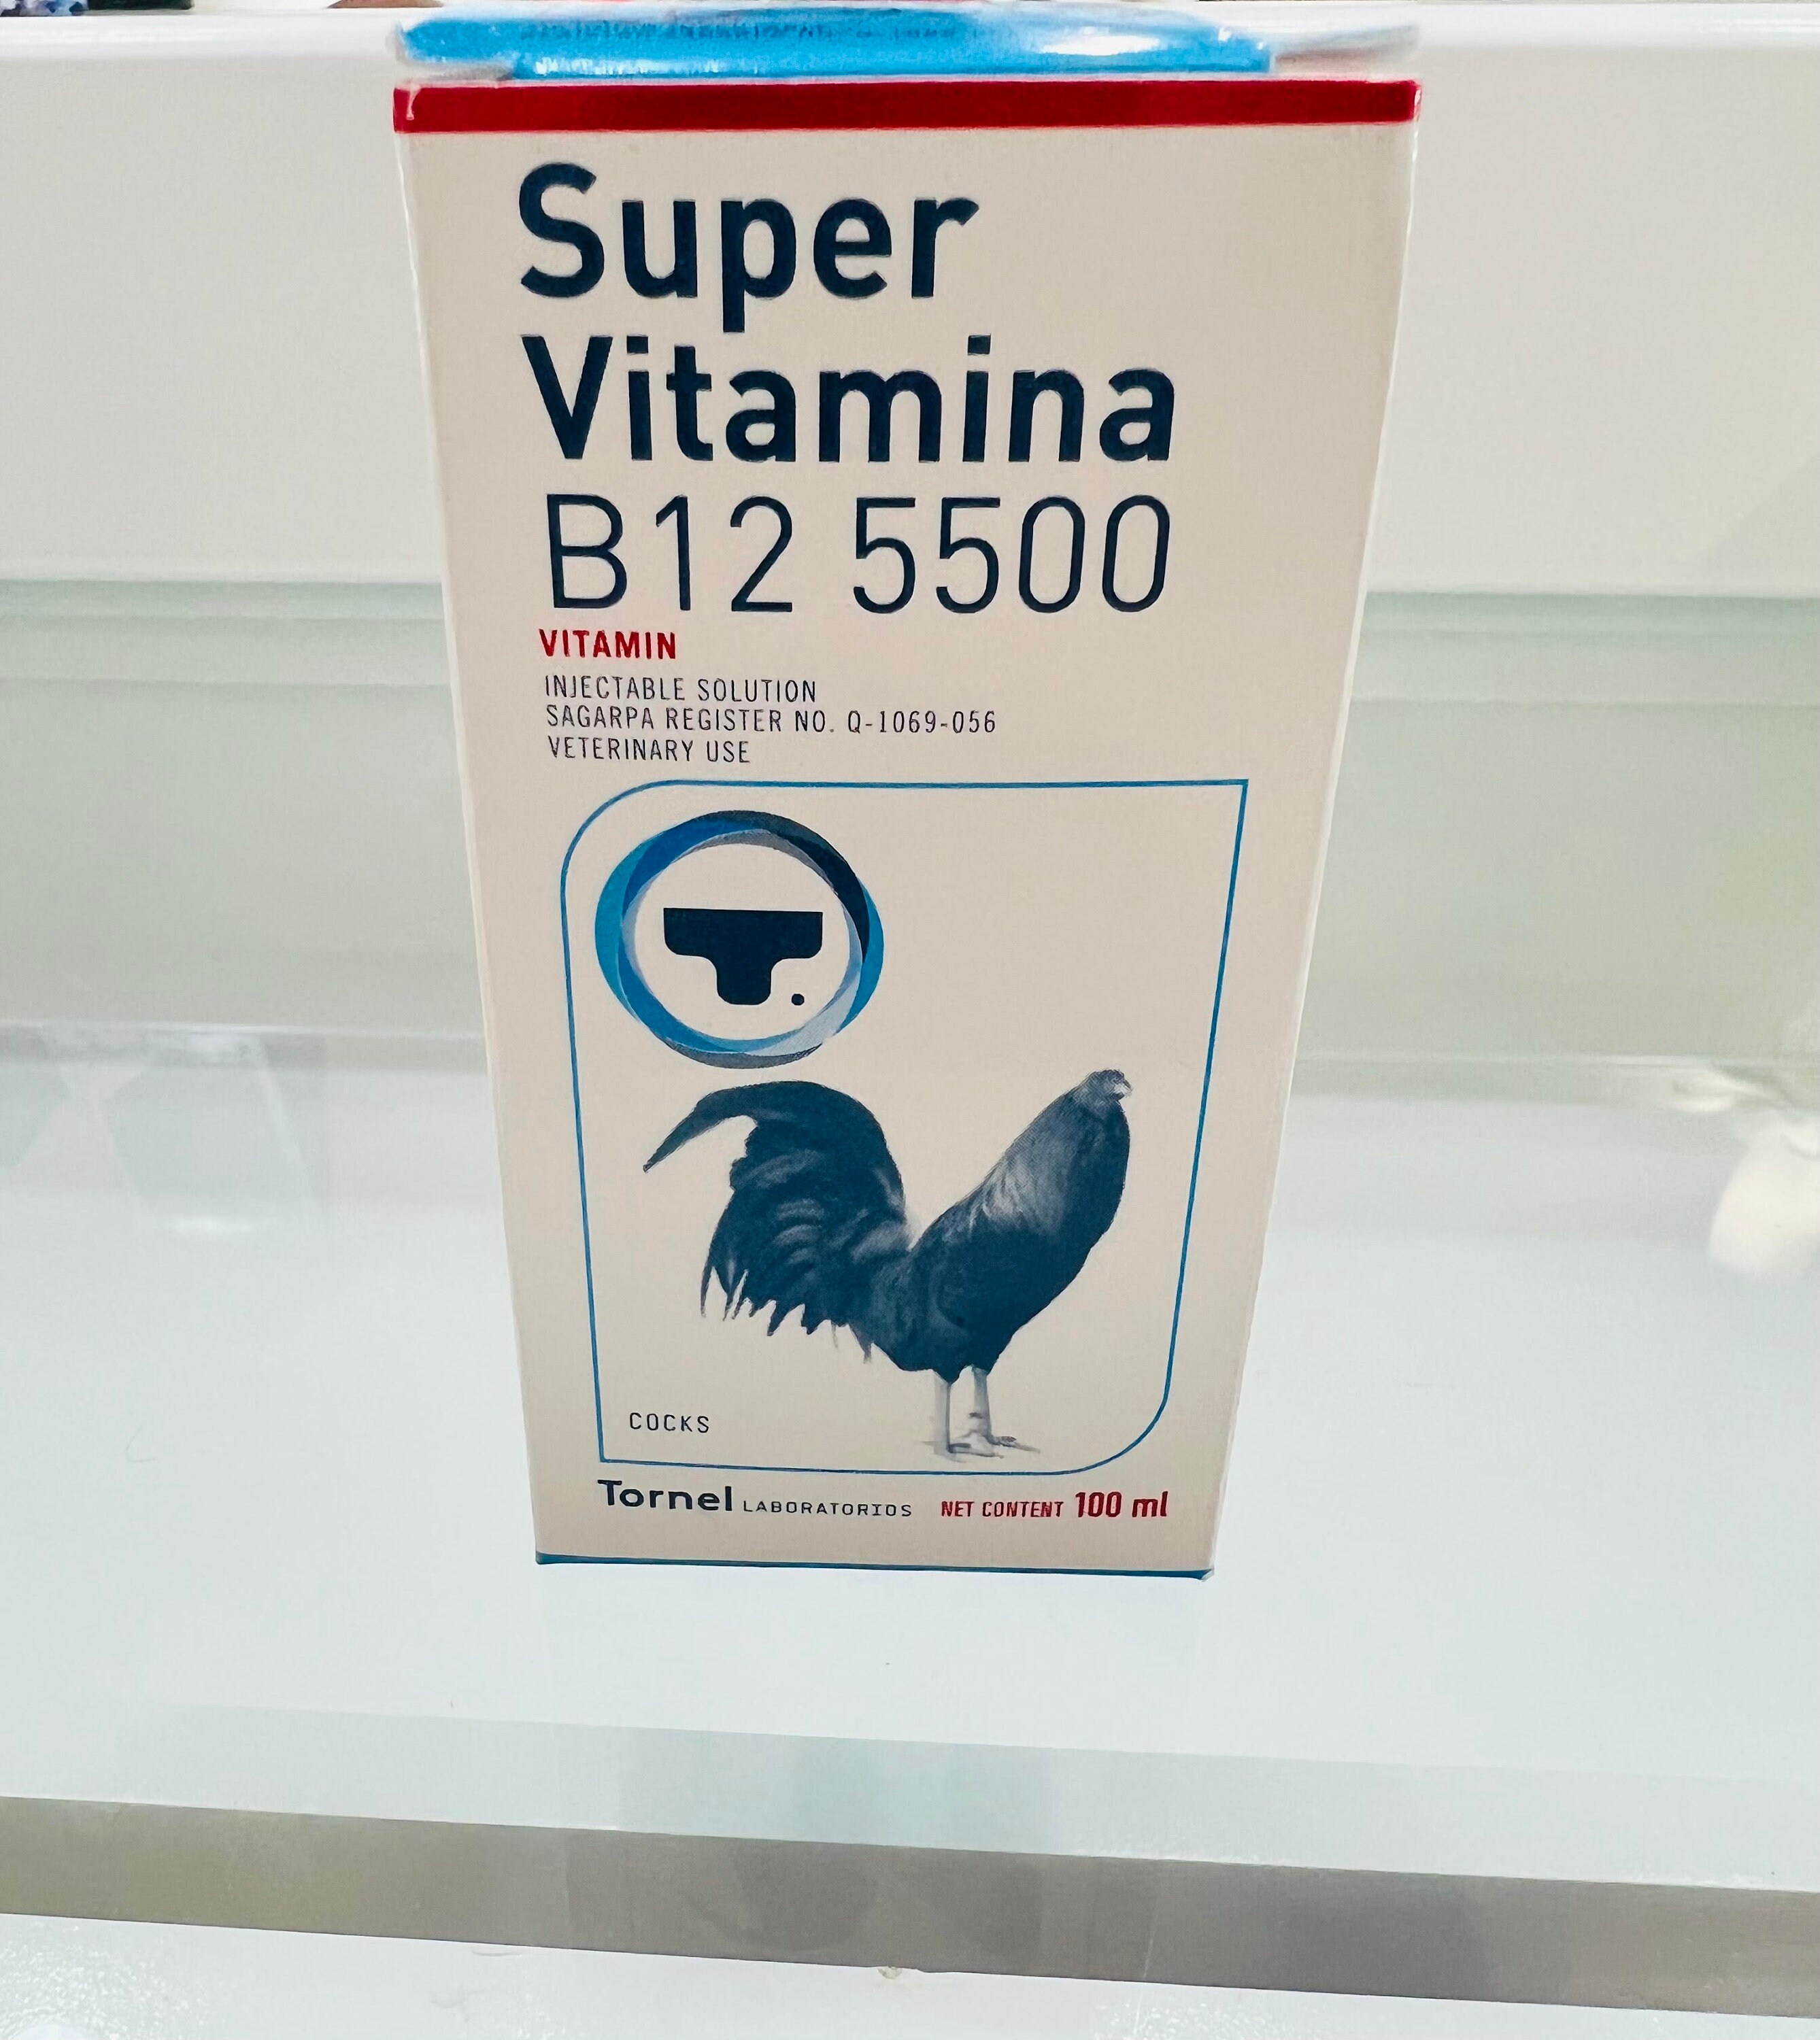 Super
Vitamina
B12 5500
VITAMIN
INJECTABLE SOLUTION
SAGARPA REGISTER NO. Q-1069-056
VETERINARY USE
T.
COCKS
Tornel LABORATORIOS NET CONTENT 100 ml